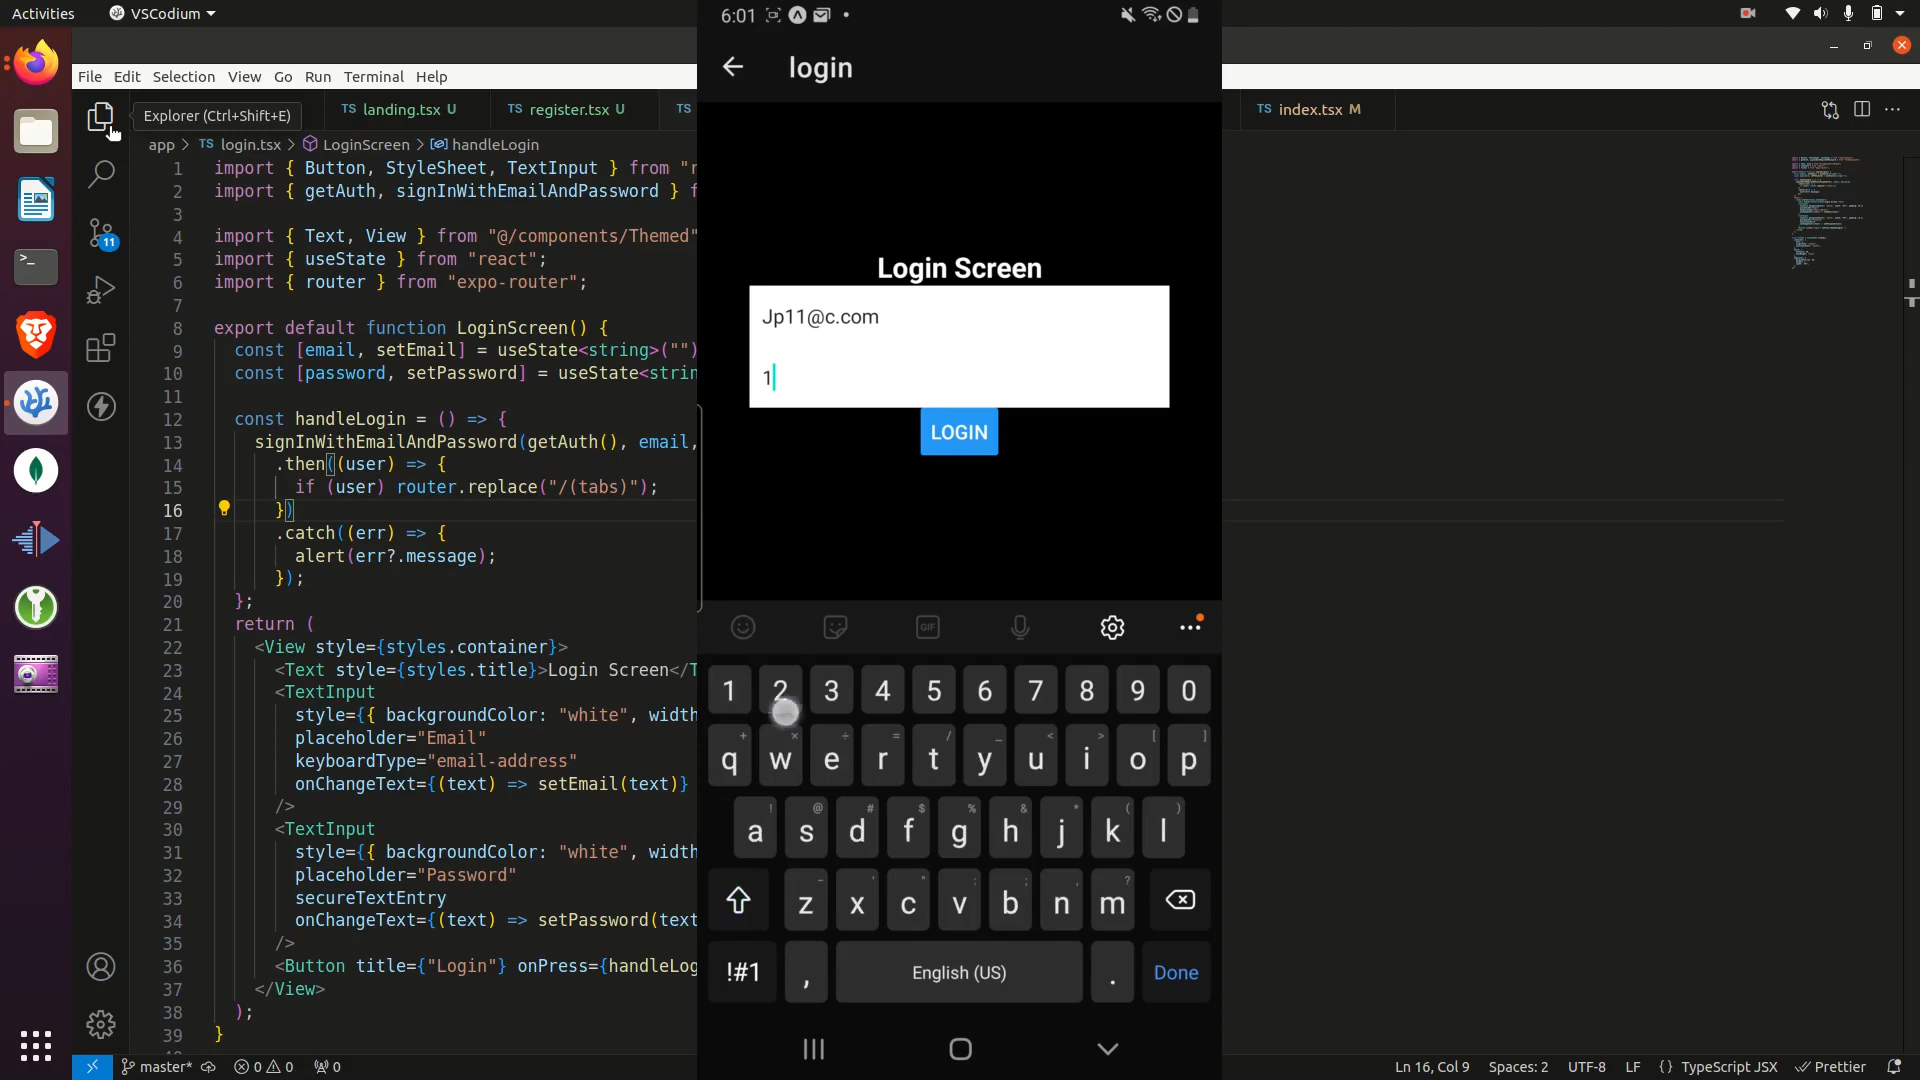 Activities
VSCodium
File Edit Selection View Go Run Terminal Help
Explorer (Ctrl+Shift+E)
TS landing.tsx U
TS register.tsx U
TS
TS index.tsx M
app > TS login.tsx > LoginScreen > handleLogin
1 import { Button, StyleSheet, TextInput } from "r
2 import { getAuth, signInWithEmailAndPassword } f
3
4 import { Text, View } from "@/components/Themed"
5 import { useState } from "react";
6 import { router } from "expo-router";
7
8 export default function LoginScreen() {
9 const [email, setEmail] = useState<string>("")
10 const [password, setPassword] = useState<strin
11
12 const handleLogin = () => {
13 signInWithEmailAndPassword(getAuth(), email,
14 .then((user) => {
15 if (user) router.replace("/(tabs)");
16 })
17 .catch((err) => {
18 alert(err?.message);
19 });
20 };
21 return (
22 <View style={styles.container}>
23 <Text style={styles.title}>Login Screen</T
24 <TextInput
25 style={{ backgroundColor: "white", width
26 placeholder="Email"
27 keyboardType="email-address"
28 onChangeText={(text) => setEmail(text)}
29 />
30 <TextInput
31 style={{ backgroundColor: "white", width
32 placeholder="Password"
33 secureTextEntry
34 onChangeText={(text) => setPassword(text
35 />
36 <Button title={"Login"} onPress={handleLog
37 </View>
38 );
39 }
11
master*
0 0
0
Ln 16, Col 9
Spaces: 2
UTF-8
LF
{ } TypeScript JSX
Prettier
6:01
login
Login Screen
Jp11@c.com
1
LOGIN
GIF
1 2 3 4 5 6 7 8 9 0
q w e r t y u i o p
a s d f g h j k l
z x c v b n m
!#1 , English (US) . Done